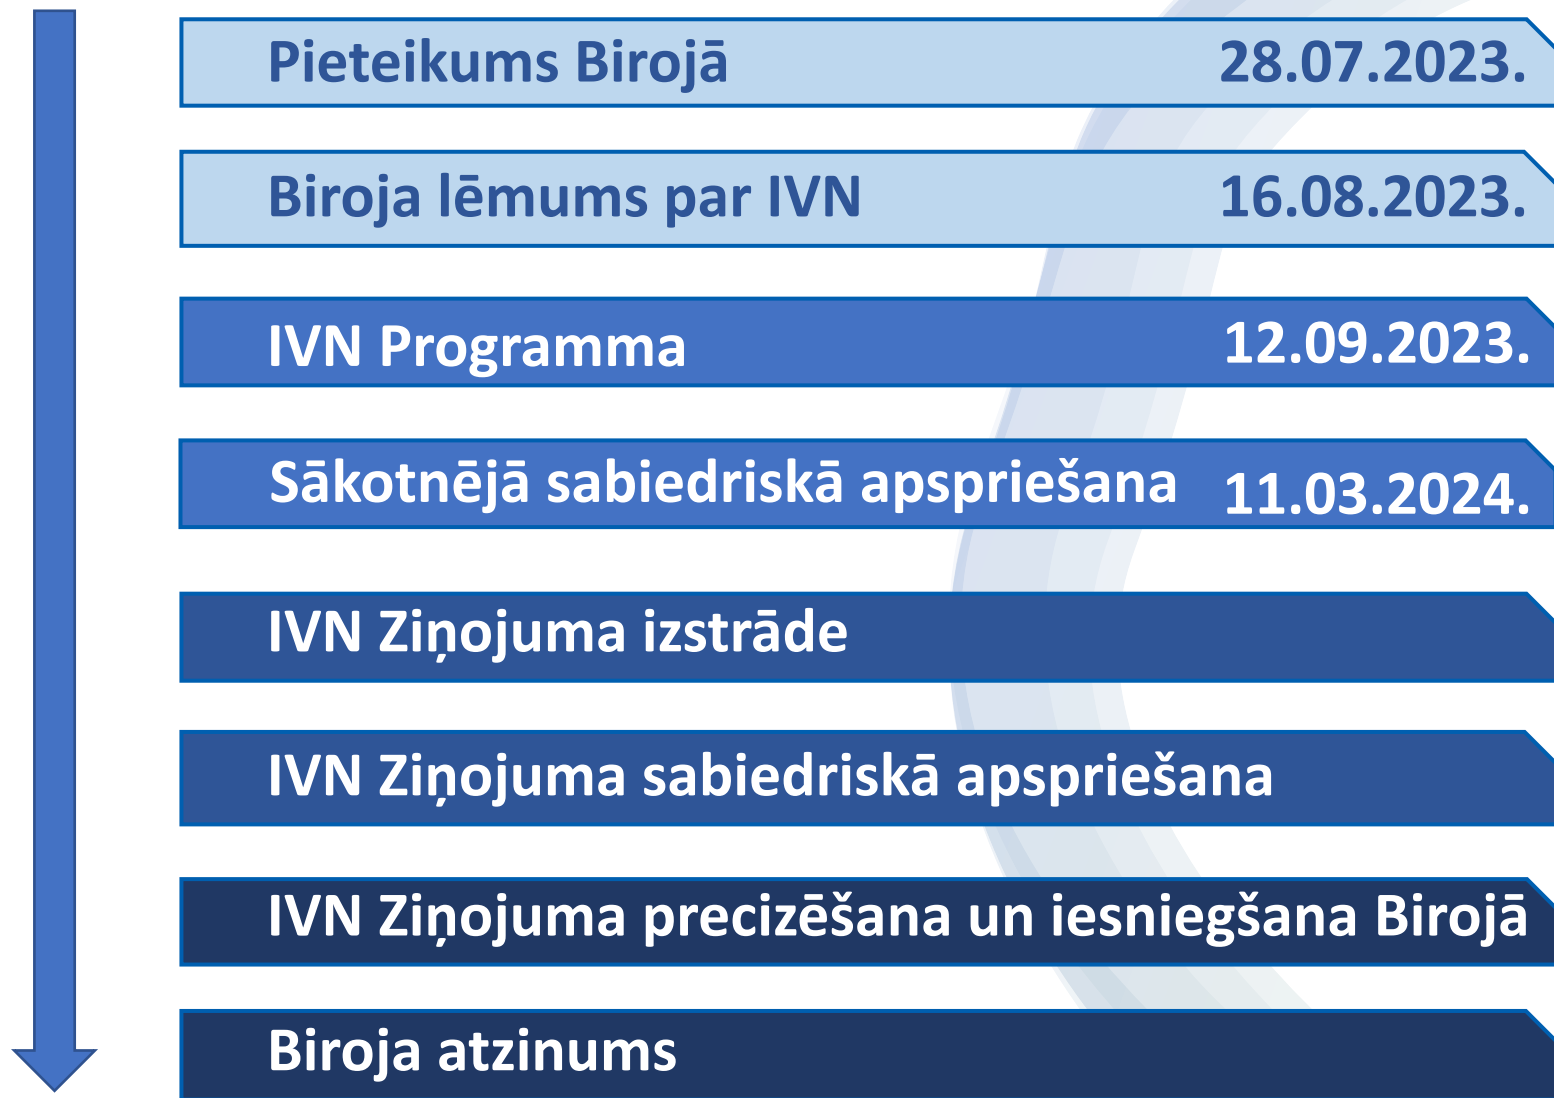 Pieteikums Birojā 28.07.2023.
Biroja lēmums par IVN 16.08.2023.
IVN Programma 12.09.2023.
Sākotnējā sabiedriskā apspriešana 11.03.2024.
IVN Ziņojuma izstrāde
IVN Ziņojuma sabiedriskā apspriešana
IVN Ziņojuma precizēšana un iesniegšana Birojā
Biroja atzinums